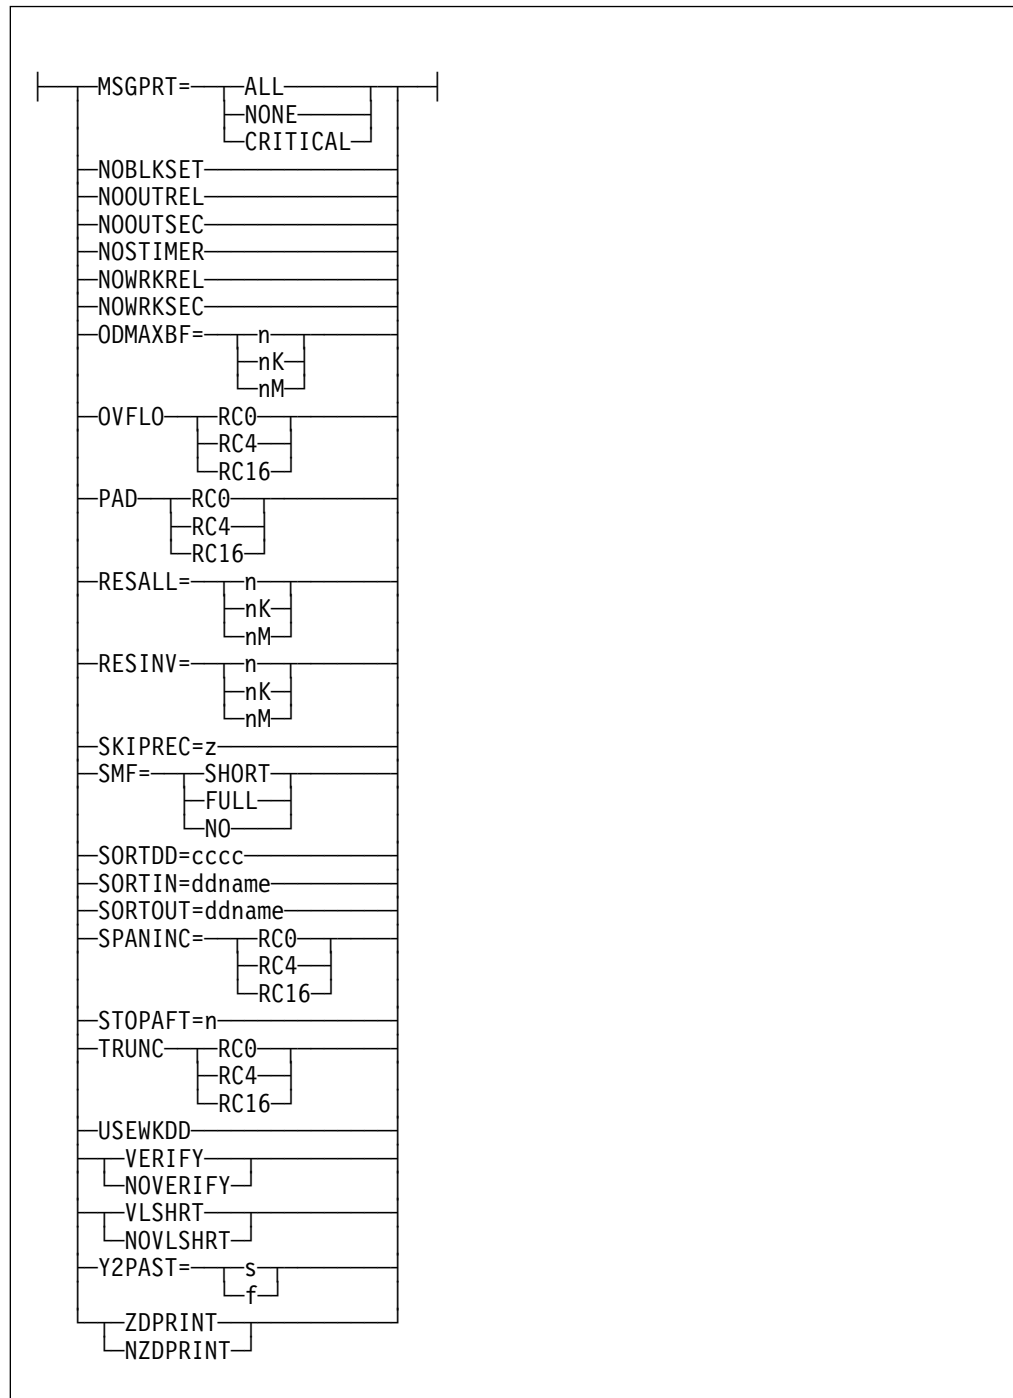 MSGPRT= ALL
NONE
CRITICAL
NOBLKSET
NOOUTREL
NOOUTSEC
NOSTIMER
NOWRKREL
NOWRKSEC
ODMAXBF= n
nK
nM
OVFLO RC0
RC4
RC16
PAD RC0
RC4
RC16
RESALL= n
nK
nM
RESINV= n
nK
nM
SKIPREC=z
SMF= SHORT
FULL
NO
SORTDD=cccc
SORTIN=ddname
SORTOUT=ddname
SPANINC= RC0
RC4
RC16
STOPAFT=n
TRUNC RC0
RC4
RC16
USEWKDD
VERIFY
NOVERIFY
VLSHRT
NOVLSHRT
Y2PAST= s
f
ZDPRINT
NZDPRINT